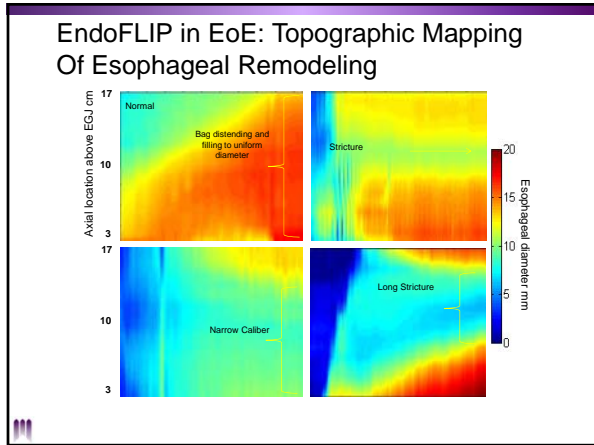 EndoFLIP in EoE: Topographic Mapping
Of Esophageal Remodeling
17
10
3
Axial location above EGJ cm
Normal
Bag distending and
filling to uniform
diameter
Stricture
17
10
3
Narrow Caliber
Long Stricture
20
15
10
5
0
Esophageal diameter mm